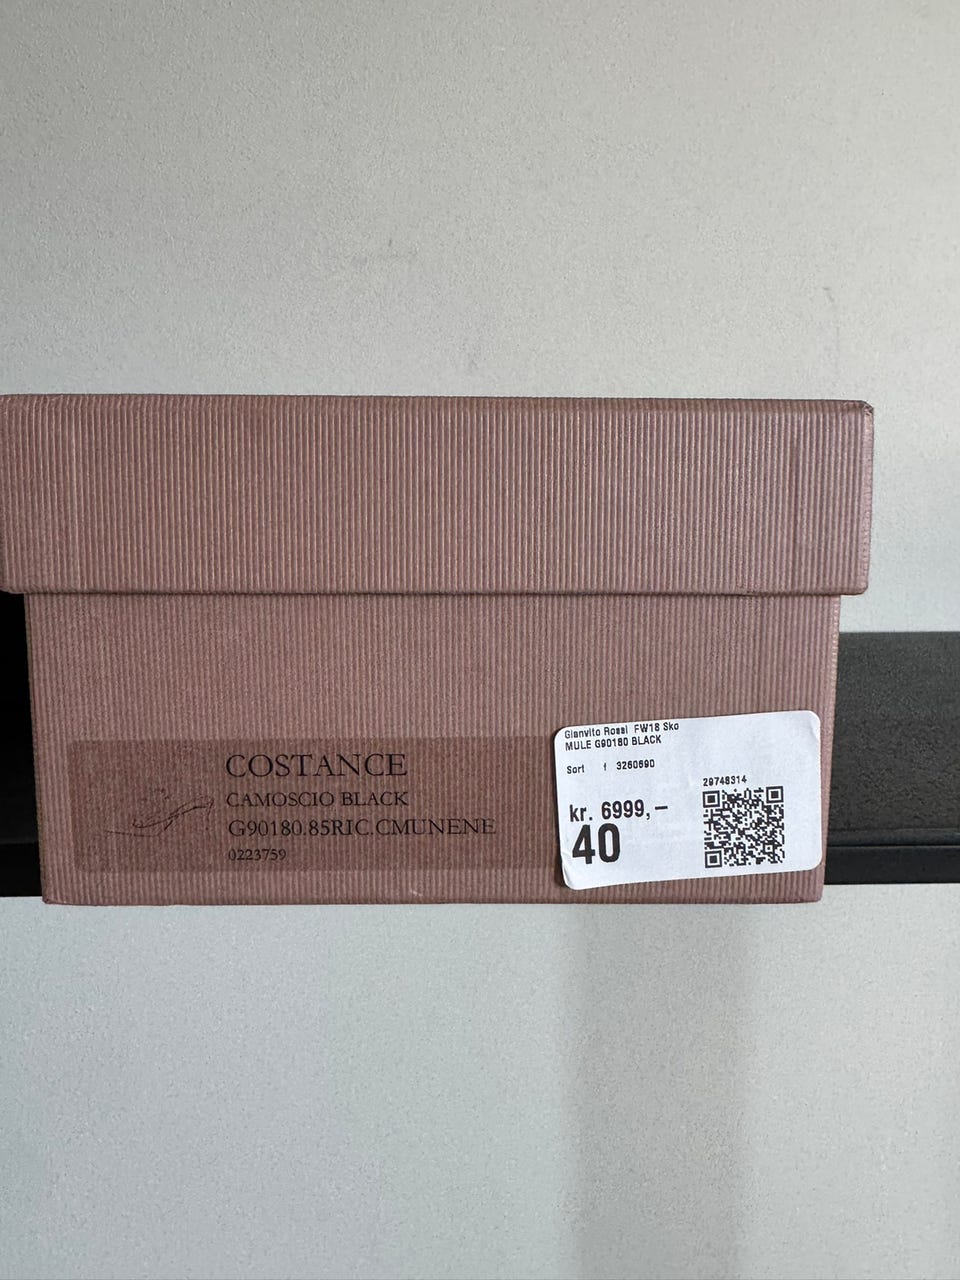 COSTANCE
CAMOSCIO BLACK
G90180.85RIC.CMUNENE
0223759
Gianvito Rossi FW18 Sko
MULE G90180 BLACK
Sort f 3260690
29748314
kr. 6999,–
40